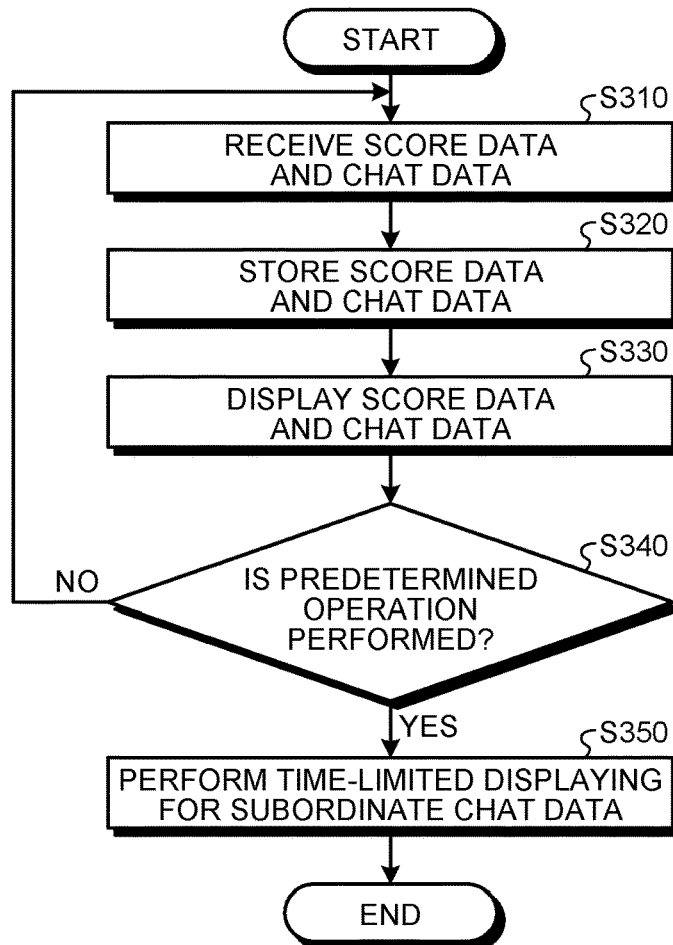 START
S310
RECEIVE SCORE DATA
AND CHAT DATA
S320
STORE SCORE DATA
AND CHAT DATA
S330
DISPLAY SCORE DATA
AND CHAT DATA
S340
NO
IS PREDETERMINED
OPERATION
PERFORMED?
YES
S350
PERFORM TIME-LIMITED DISPLAYING
FOR SUBORDINATE CHAT DATA
END